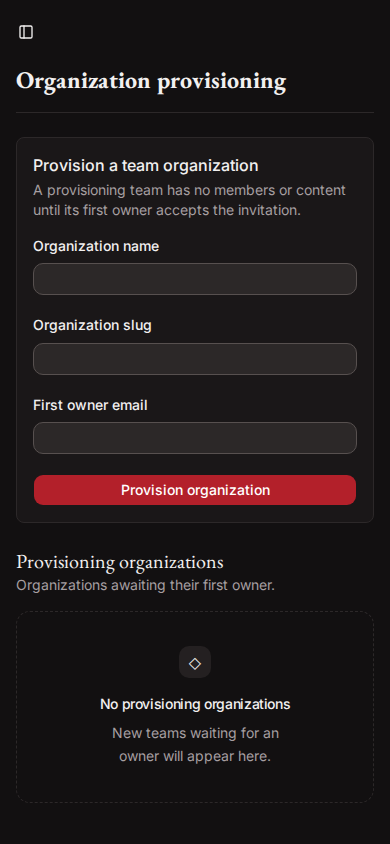 Organization provisioning
Provision a team organization
A provisioning team has no members or content
until its first owner accepts the invitation.
Organization name
Organization slug
First owner email
Provision organization
Provisioning organizations
Organizations awaiting their first owner.
No provisioning organizations
New teams waiting for an
owner will appear here.